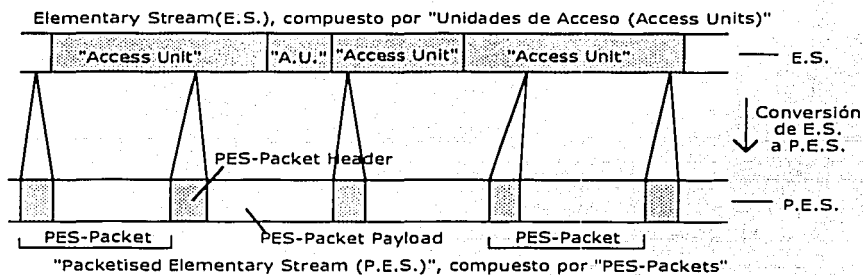 Elementary Stream(E.S.), compuesto por "Unidades de Acceso (Access Units)"
"Access Unit" "A.U." "Access Unit" "Access Unit"
E.S.
Conversión
de E.S.
a P.E.S.
PES-Packet Header
P.E.S.
PES-Packet PES-Packet Payload PES-Packet
"Packetised Elementary Stream (P.E.S.)", compuesto por "PES-Packets"